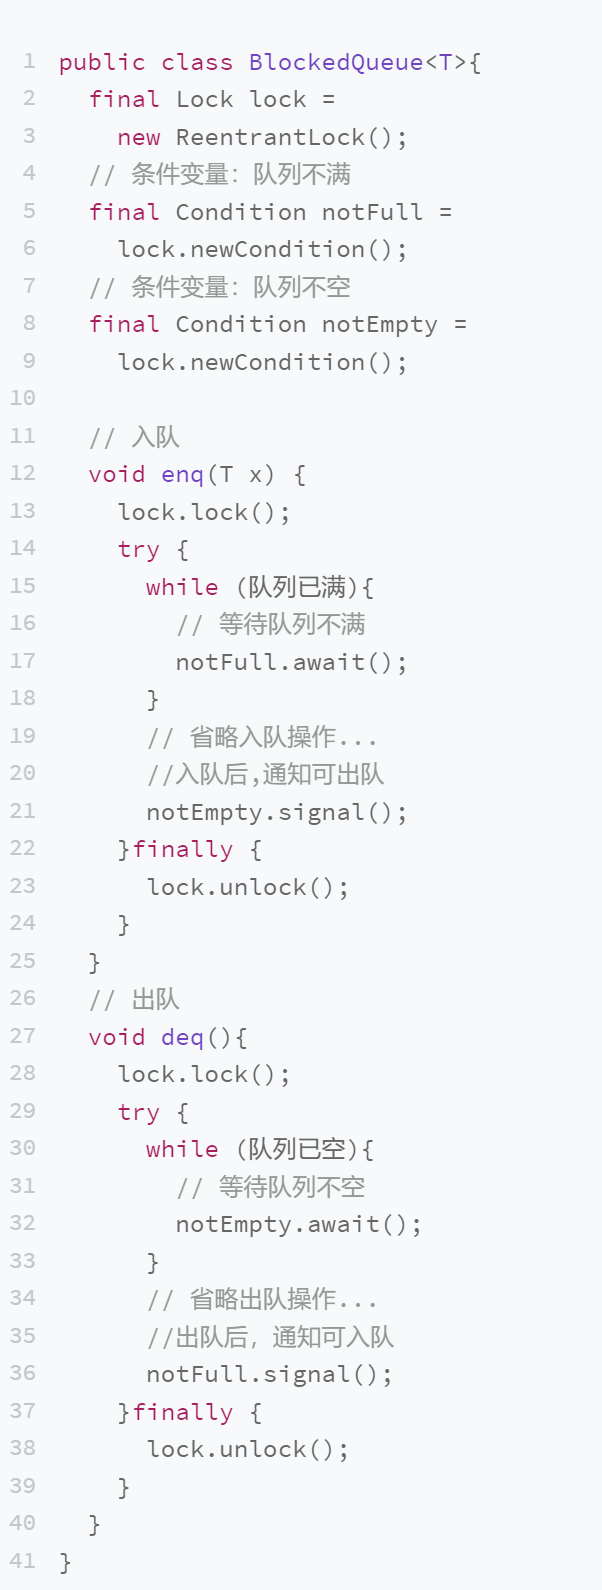 1 public class BlockedQueue<T>{
2   final Lock lock =
3     new ReentrantLock();
4   // 条件变量：队列不满
5   final Condition notFull =
6     lock.newCondition();
7   // 条件变量：队列不空
8   final Condition notEmpty =
9     lock.newCondition();
10
11   // 入队
12   void enq(T x) {
13     lock.lock();
14     try {
15       while (队列已满){
16         // 等待队列不满
17         notFull.await();
18       }
19       // 省略入队操作...
20       //入队后,通知可出队
21       notEmpty.signal();
22     }finally {
23       lock.unlock();
24     }
25   }
26   // 出队
27   void deq(){
28     lock.lock();
29     try {
30       while (队列已空){
31         // 等待队列不空
32         notEmpty.await();
33       }
34       // 省略出队操作...
35       //出队后，通知可入队
36       notFull.signal();
37     }finally {
38       lock.unlock();
39     }
40   }
41 }